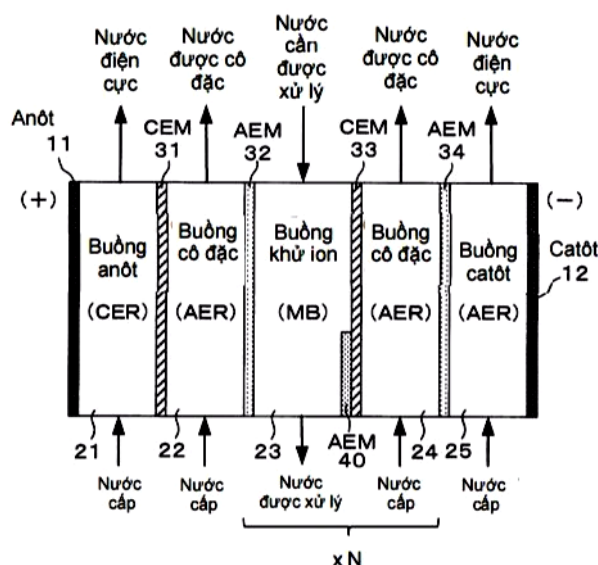 Nước điện cực
Nước được cô đặc
Nước cần được xử lý
Nước được cô đặc
Nước điện cực
Anôt
11
CEM
31
AEM
32
CEM
33
AEM
34
(+)
(-)
Buồng anôt
(CER)
Buồng cô đặc
(AER)
Buồng khử ion
(MB)
Buồng cô đặc
(AER)
Buồng catôt
(AER)
Catôt
12
21
22
23
AEM
40
24
25
Nước cấp
Nước cấp
Nước được xử lý
Nước cấp
Nước cấp
x N